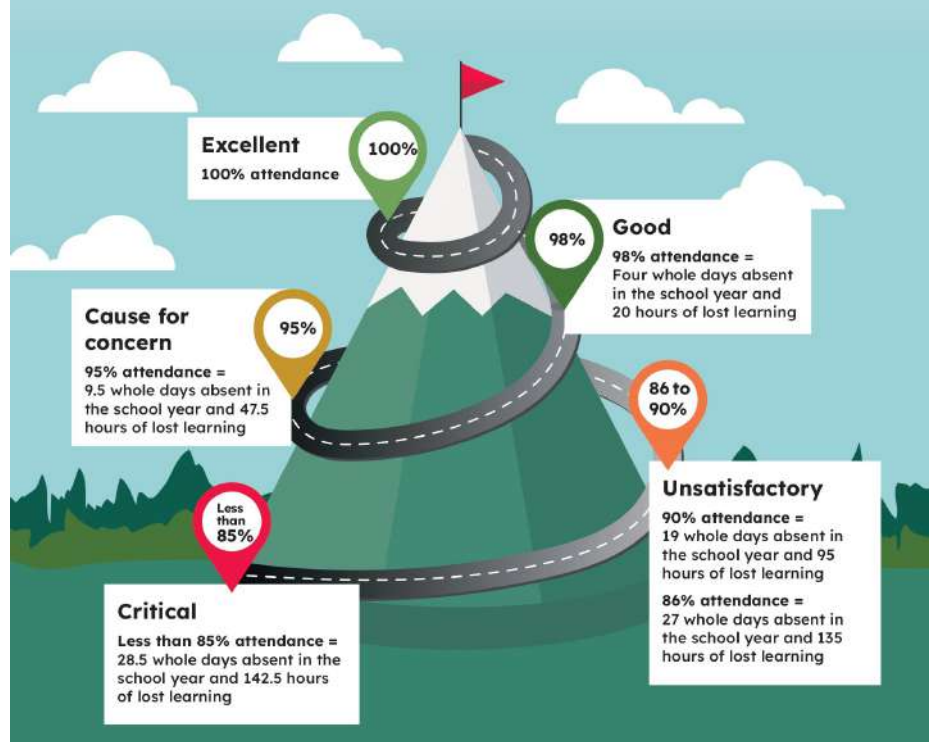 Excellent
100% attendance
100%
98%
Good
98% attendance =
Four whole days absent
in the school year and
20 hours of lost learning
Cause for
concern
95% attendance =
9.5 whole days absent in
the school year and 47.5
hours of lost learning
95%
86 to
90%
Unsatisfactory
90% attendance =
19 whole days absent in
the school year and 95
hours of lost learning
86% attendance =
27 whole days absent in
the school year and 135
hours of lost learning
Less
than
85%
Critical
Less than 85% attendance =
28.5 whole days absent in the
school year and 142.5 hours
of lost learning